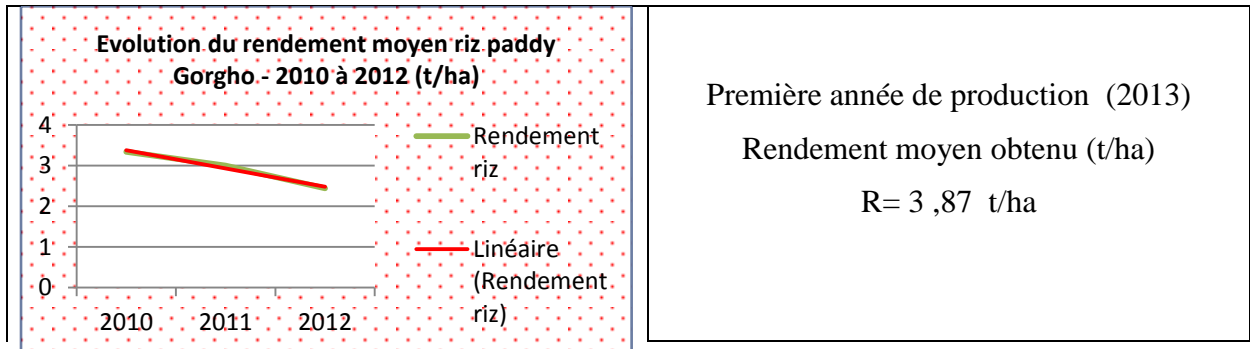 Evolution du rendement moyen riz paddy
Gorgho - 2010 à 2012 (t/ha)
4
3
2
1
0
2010 2011 2012
Rendement
riz
Linéaire
(Rendement
riz)
Première année de production (2013)
Rendement moyen obtenu (t/ha)
R= 3 ,87 t/ha